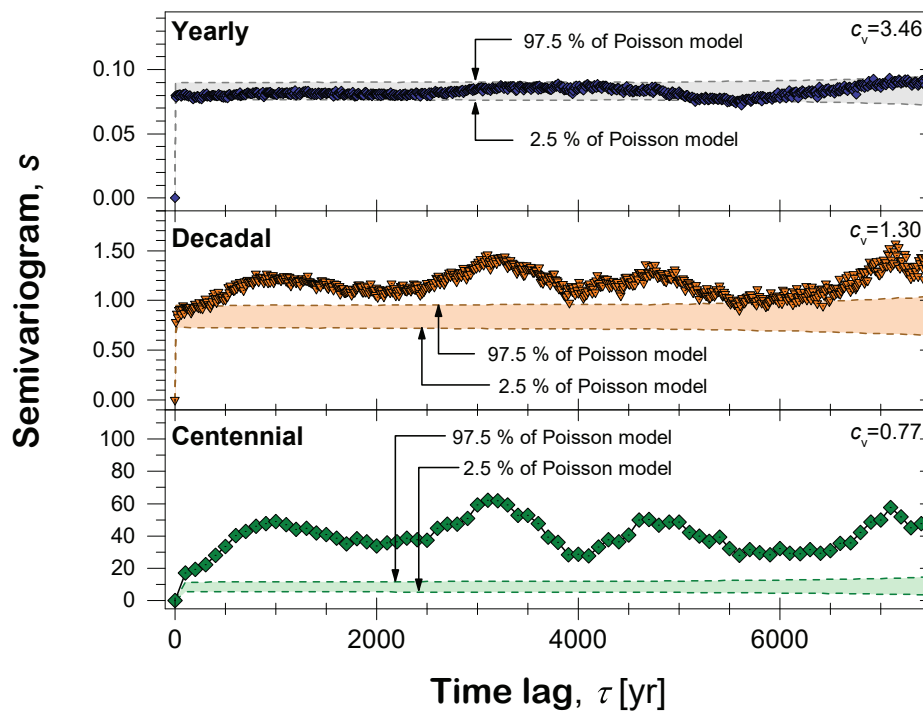 Yearly
97.5 % of Poisson model
cv=3.46
0.10
0.05
2.5 % of Poisson model
0.00
Decadal
cv=1.30
1.50
1.00
0.50
97.5 % of Poisson model
2.5 % of Poisson model
0.00
Centennial
97.5 % of Poisson model
cv=0.77
100
2.5 % of Poisson model
80
60
40
20
0
0 2000 4000 6000
Semivariogram, s
Time lag, τ [yr]